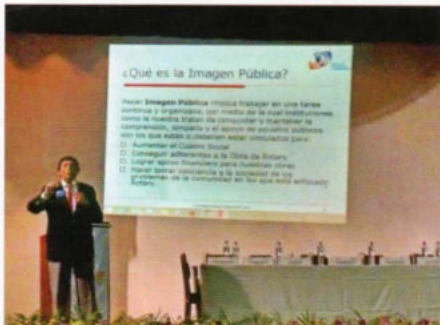 ¿Qué es la Imagen Pública?
Hacer Imagen Pública implica trabajar en una tarea
continua y organizada, por medio de la cual instituciones
como la nuestra tratan de conquistar y mantener la
comprensión, simpatía y el apoyo de aquellos públicos
con los que están o deberían estar vinculados para:
Aumentar el Cuadro Social
Conseguir adherentes a la Obra de Rotary
Lograr apoyo financiero para nuestras obras
Hacer tomar conciencia a la sociedad de los
problemas de la comunidad en los que está enfocado
Rotary